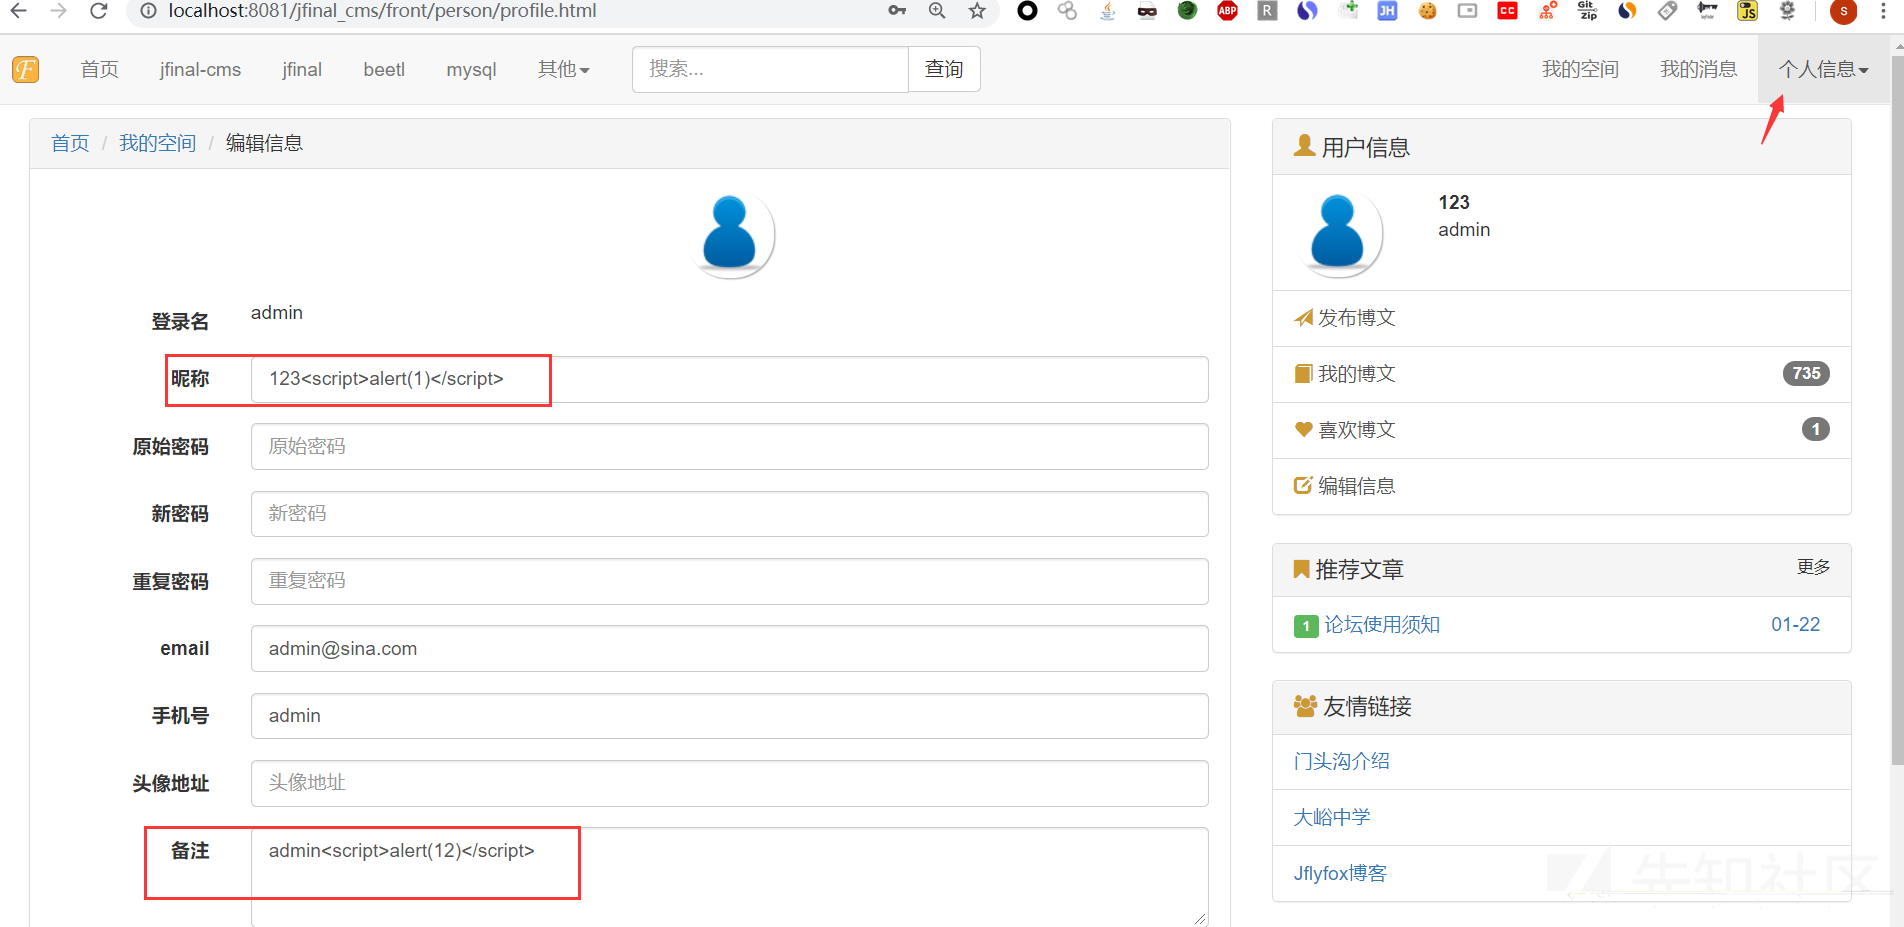 localhost:8081/jfinal_cms/front/person/profile.html
首页 jfinal-cms jfinal beetl mysql 其他 搜索... 查询 我的空间 我的消息 个人信息
首页 / 我的空间 / 编辑信息
登录名 admin
昵称 123<script>alert(1)</script>
原始密码 原始密码
新密码 新密码
重复密码 重复密码
email admin@sina.com
手机号 admin
头像地址 头像地址
备注 admin<script>alert(12)</script>
用户信息
123
admin
发布博文
我的博文 735
喜欢博文 1
编辑信息
推荐文章 更多
1 论坛使用须知 01-22
友情链接
门头沟介绍
大峪中学
Jflyfox博客
先知社区